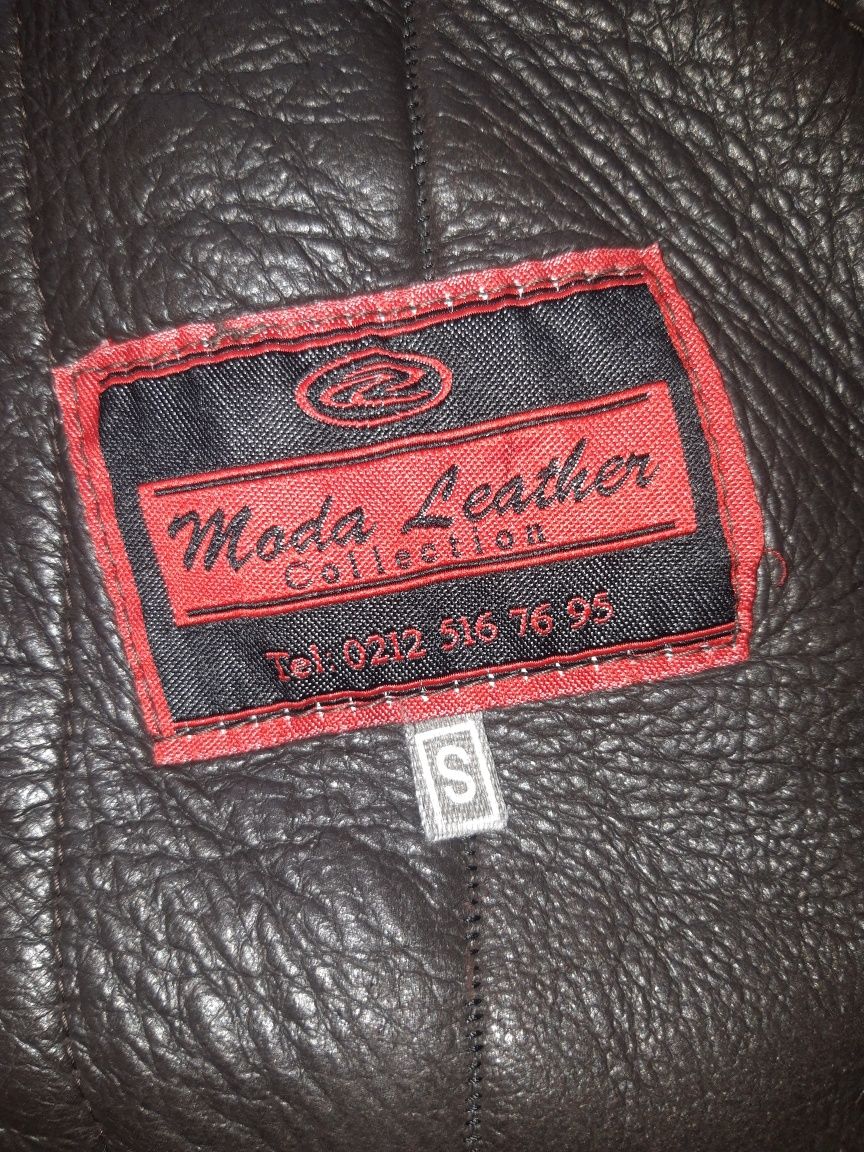 Moda Leather
Collection
Tel: 0212 516 76 95
S